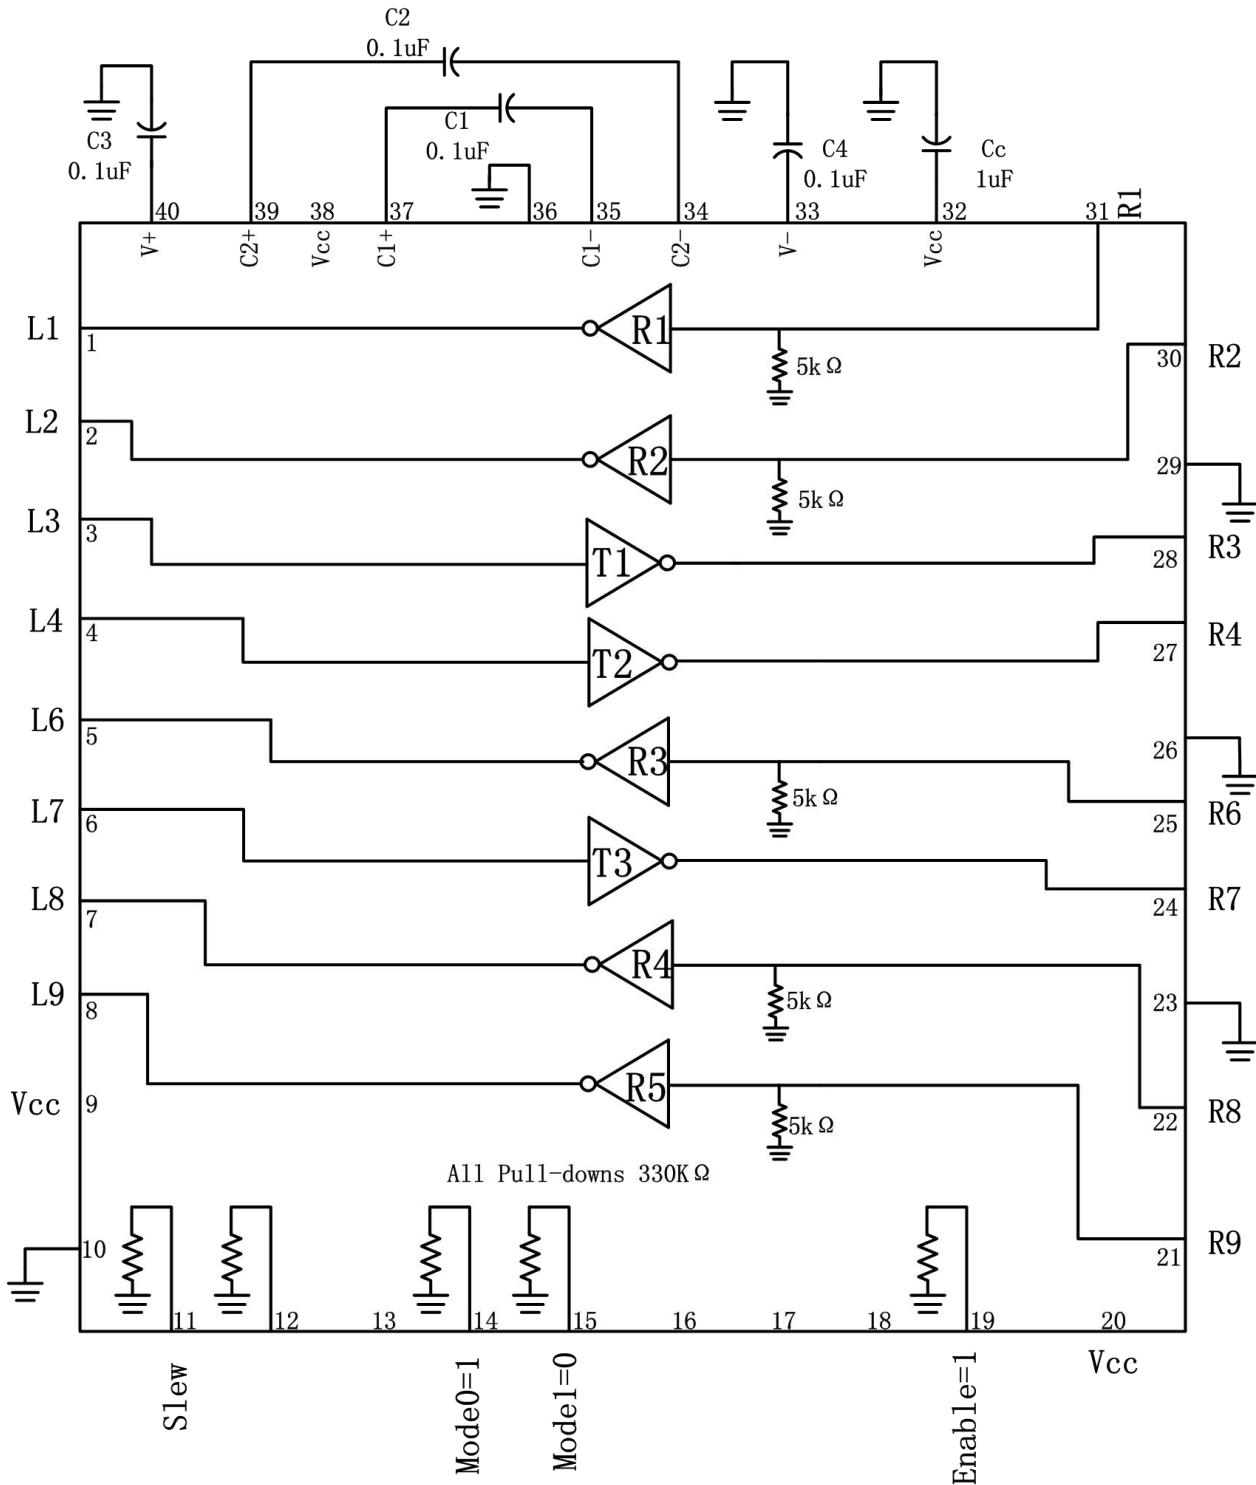 C2
0.1uF
C1
0.1uF
C3
0.1uF
C4
0.1uF
Cc
1uF
R1
40 39 38 37 36 35 34 33 32 31
V+ C2+ Vcc C1+ C1- C2- V- Vcc
L1 1 R1
5kΩ
30 R2
L2 2 R2
29
5kΩ
L3 3 T1 28 R3
L4 4 T2 27 R4
L6 5 R3 26
5kΩ
25 R6
L7 6 T3 24 R7
L8 7 R4
5kΩ
23
L9 8 R5
Vcc 9
5kΩ
22 R8
All Pull-downs 330KΩ
10 21 R9
11 12 13 14 15 16 17 18 19 20
Slew
Mode0=1
Mode1=0
Enable=1
Vcc